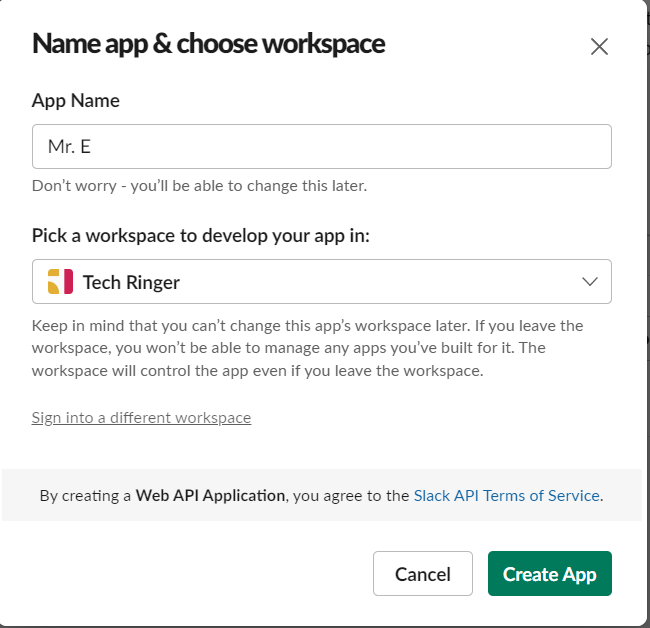 Name app & choose workspace
App Name
Mr. E
Don't worry - you'll be able to change this later.
Pick a workspace to develop your app in:
Tech Ringer
Keep in mind that you can't change this app's workspace later. If you leave the
workspace, you won't be able to manage any apps you've built for it. The
workspace will control the app even if you leave the workspace.
Sign into a different workspace
By creating a Web API Application, you agree to the Slack API Terms of Service.
Cancel
Create App